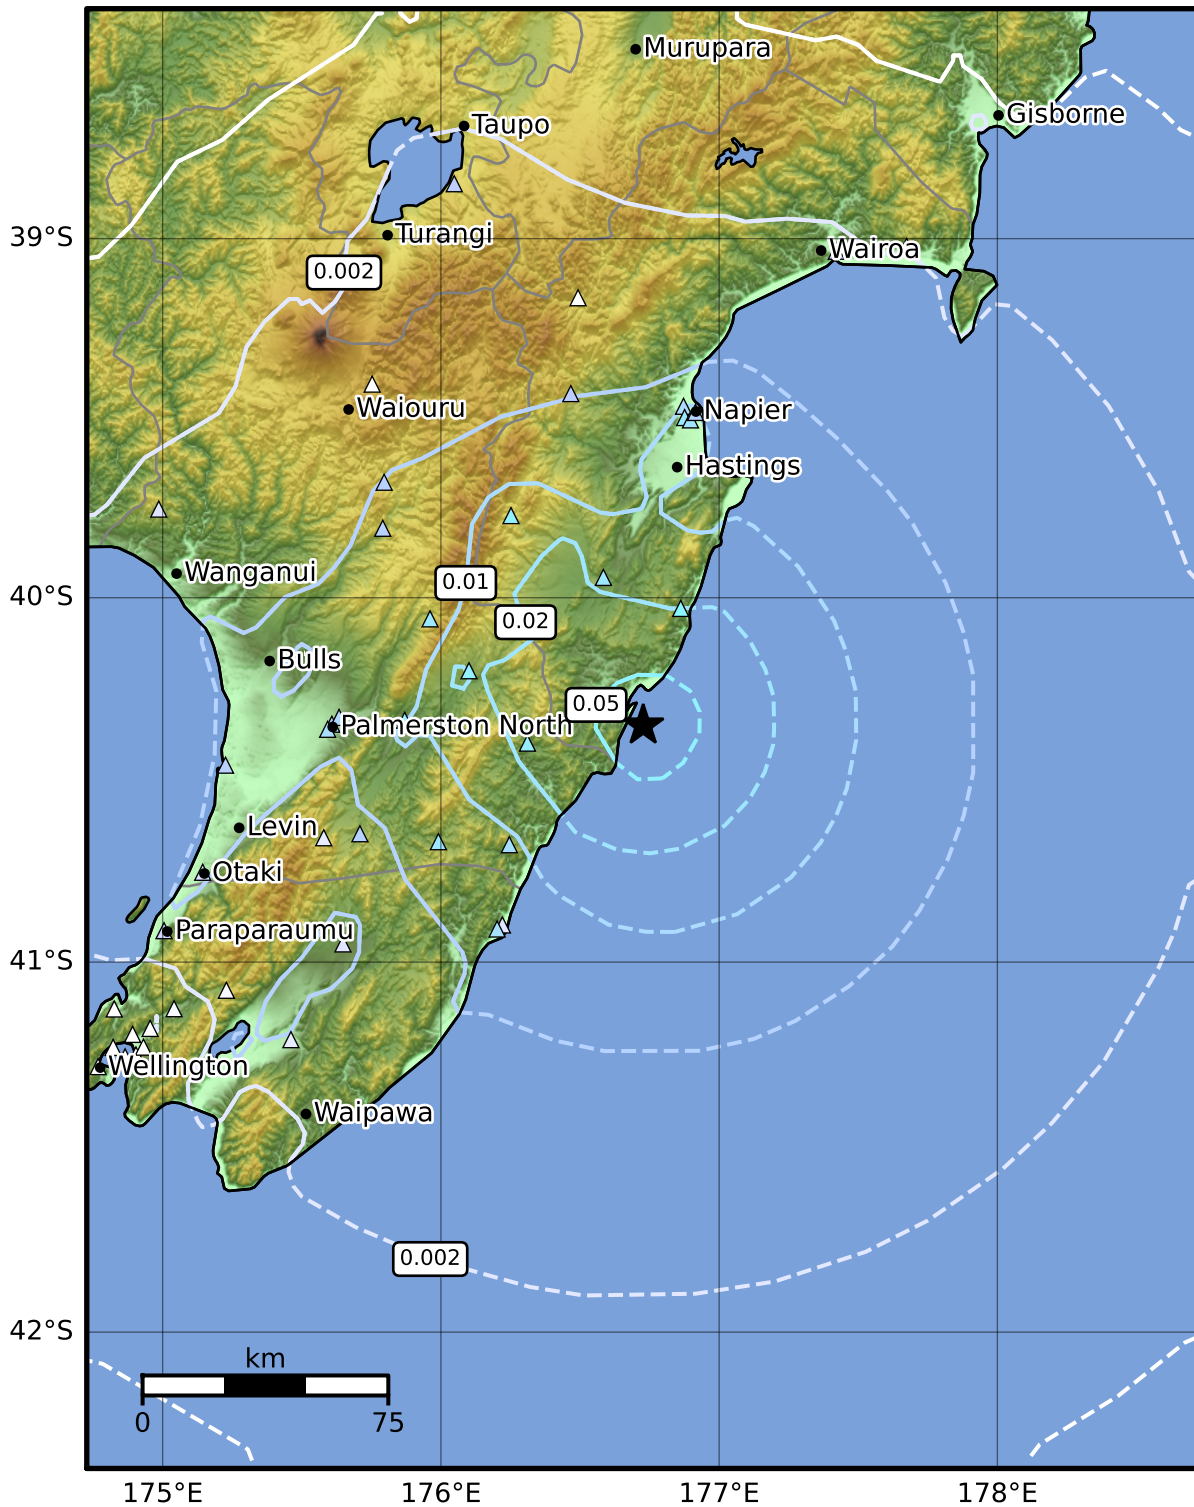 Murupara
Gisborne
Taupo
Turangi
39°S
Wairoa
0.002
Napier
Waiouru
Hastings
Wanganui
0.01
40°S
0.02
Bulls
0.05
Palmerston North
Levin
Otaki
Paraparaumu
41°S
Wellington
Waipawa
0.002
42°S
km
0 75
175°E 176°E 177°E 178°E